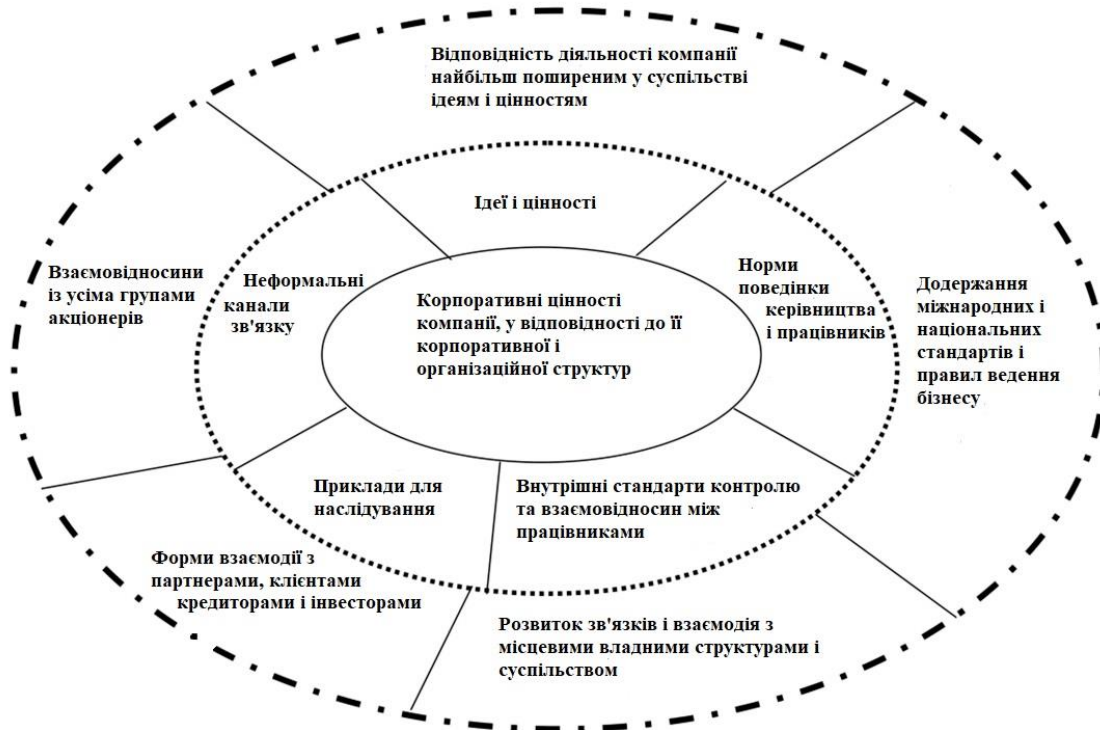 Відповідність діяльності компанії
найбільш поширеним у суспільстві
ідеям і цінностям
Ідеї і цінності
Взаємовідносини
із усіма групами
акціонерів
Неформальні
канали
зв'язку
Корпоративні цінності
компанії, у відповідності до її
корпоративної і
організаційної структур
Норми
поведінки
керівництва
і працівників
Додержання
міжнародних і
національних
стандартів і
правил ведення
бізнесу
Приклади для
наслідування
Внутрішні стандарти контролю
та взаємовідносин між
працівниками
Форми взаємодії з
партнерами, клієнтами
кредиторами і інвесторами
Розвиток зв'язків і взаємодія з
місцевими владними структурами і
суспільством